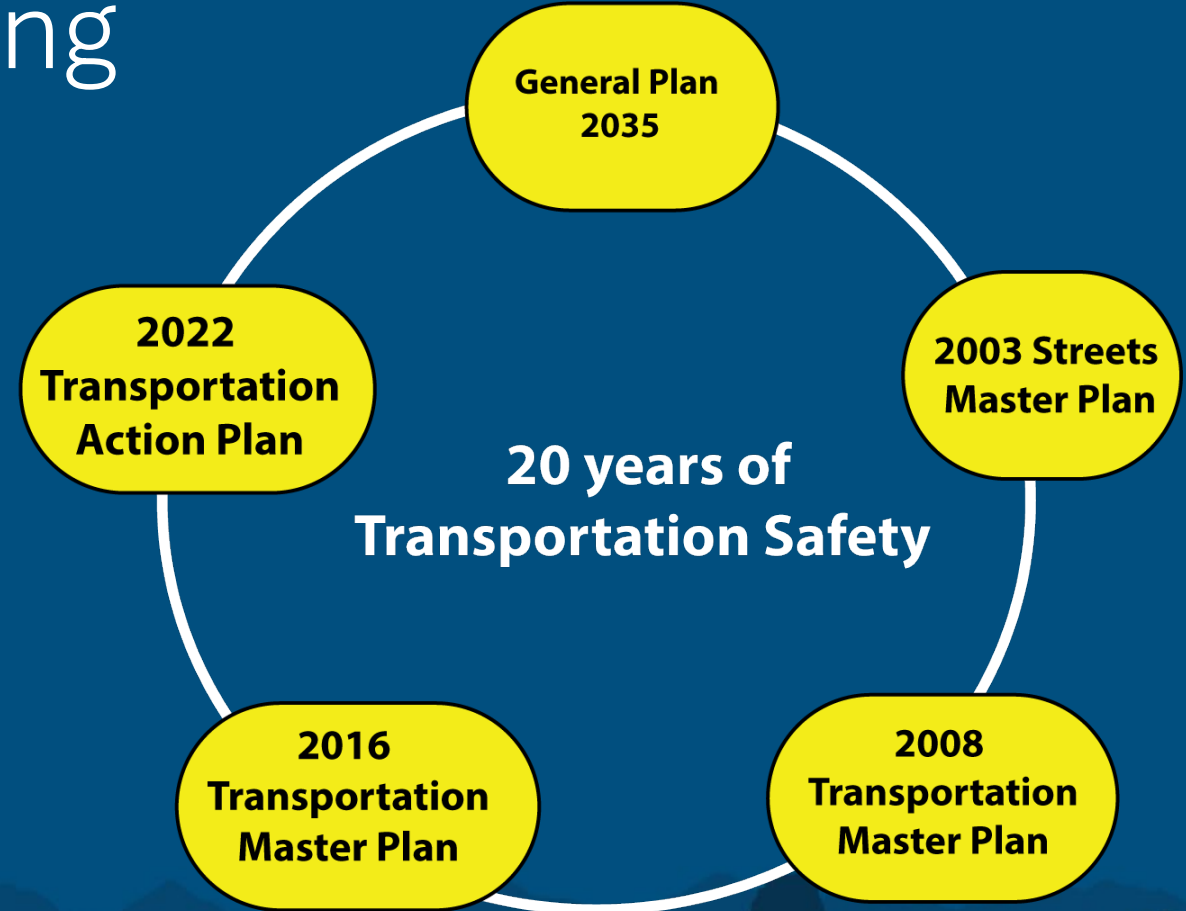 ng
General Plan
2035
2003 Streets
Master Plan
2008
Transportation
Master Plan
2016
Transportation
Master Plan
2022
Transportation
Action Plan
20 years of
Transportation Safety